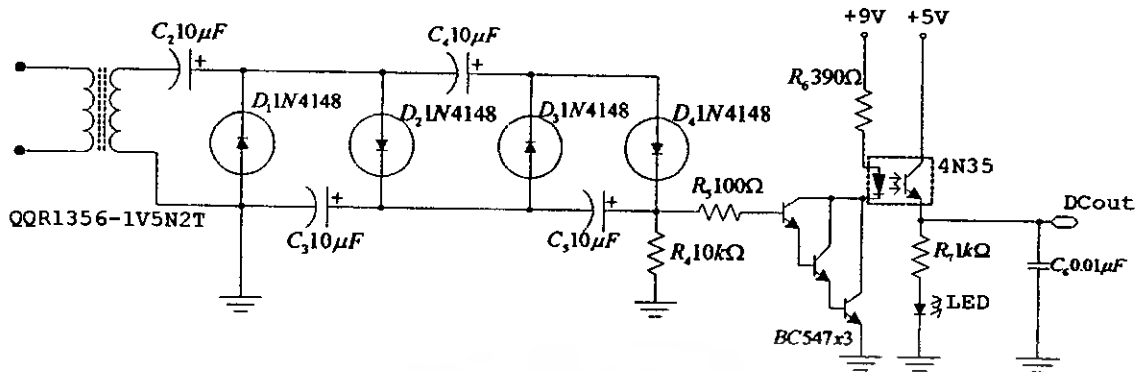 +9V
+5V
C₂10μF
C₄10μF
R₆390Ω
D₁1N4148
D₂1N4148
D₃1N4148
D₄1N4148
4N35
R₅100Ω
DCout
QQR1356-1V5N2T
C₃10μF
C₅10μF
R₄10kΩ
R₇1kΩ
C₆0.01μF
LED
BC547x3